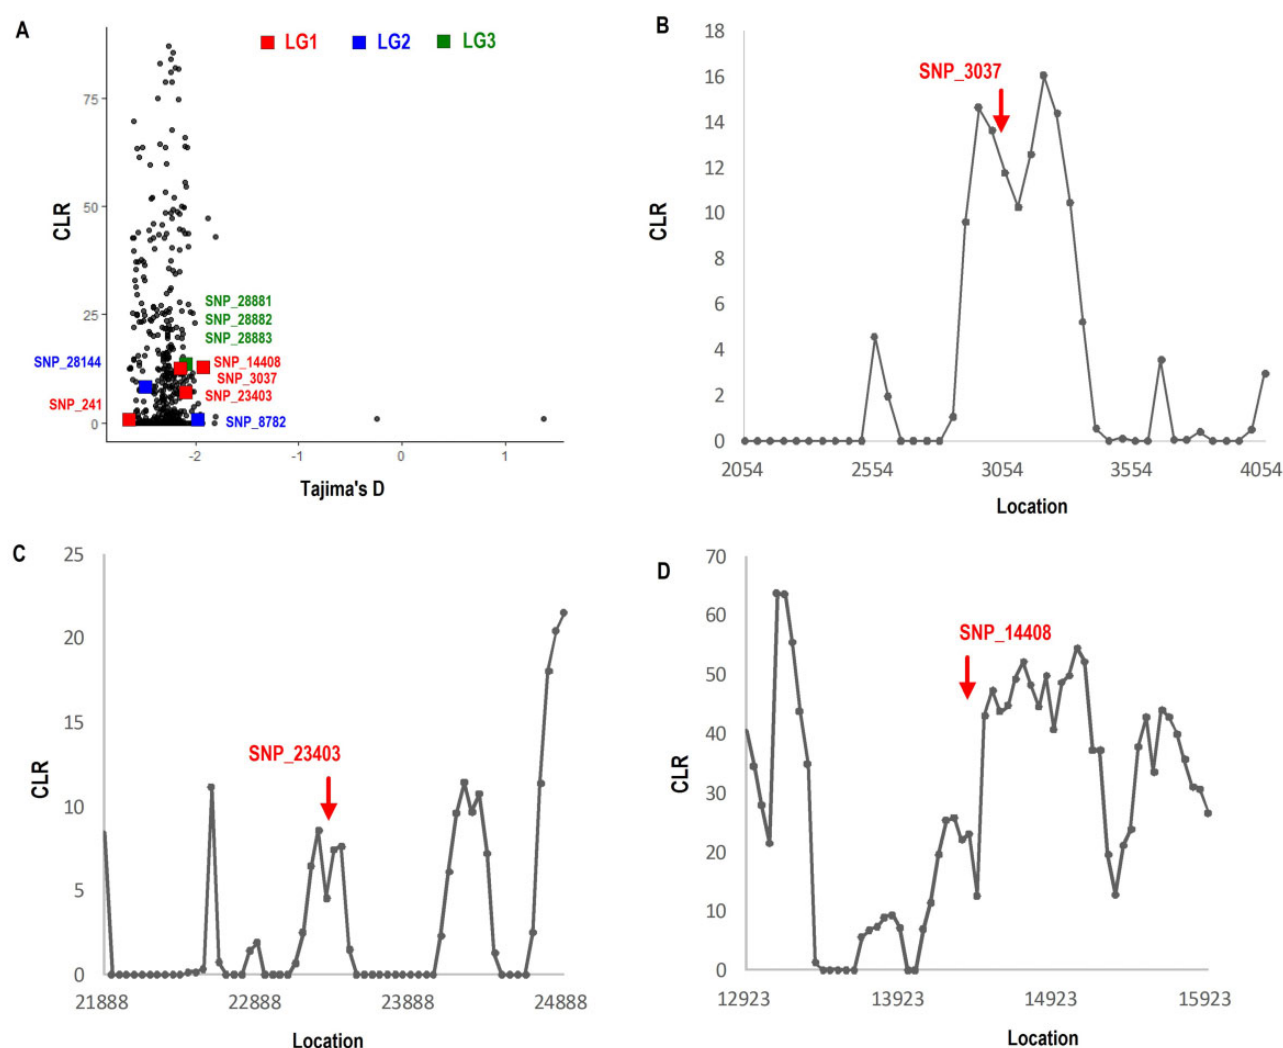 A
LG1 LG2 LG3
75
50
25
0
CLR
SNP_28881
SNP_28882
SNP_28883
SNP_28144
SNP_14408
SNP_3037
SNP_241
SNP_23403
SNP_8782
-2 -1 0 1
Tajima's D
B
18
16
14
12
10
8
6
4
2
0
CLR
SNP_3037
2054 2554 3054 3554 4054
Location
C
25
20
15
10
5
0
CLR
SNP_23403
21888 22888 23888 24888
Location
D
70
60
50
40
30
20
10
0
CLR
SNP_14408
12923 13923 14923 15923
Location